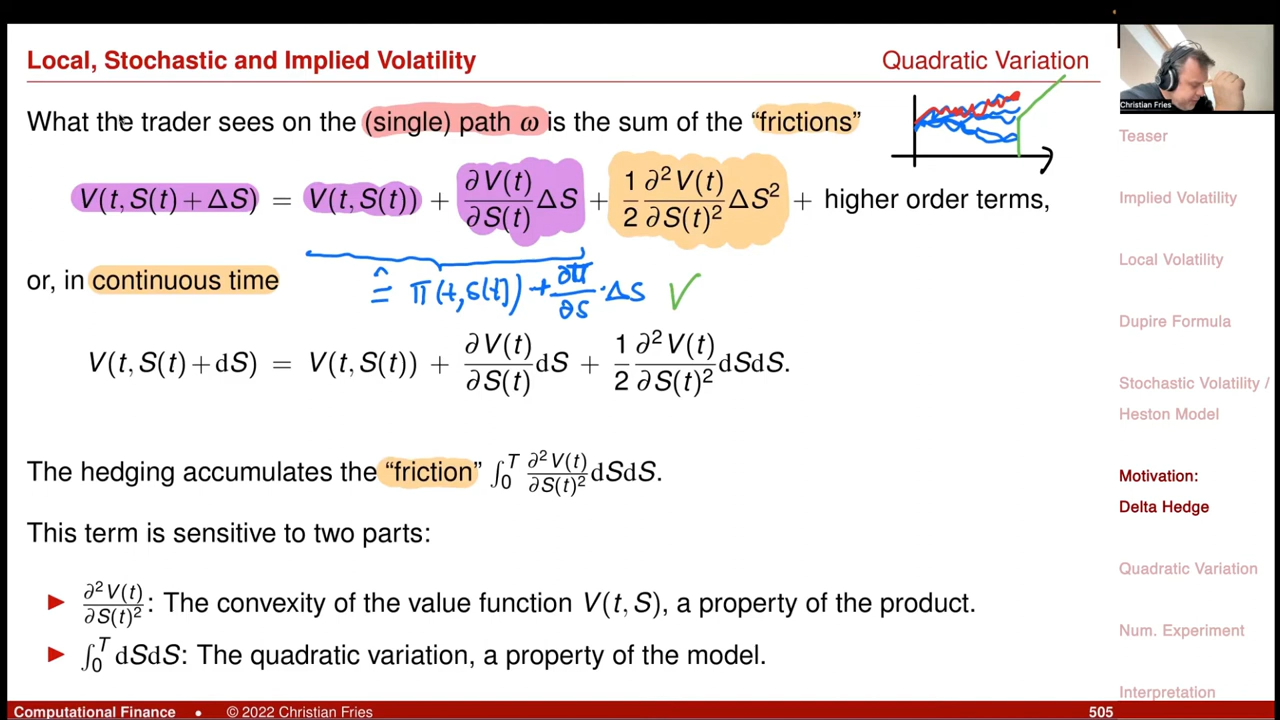 Local, Stochastic and Implied Volatility
Quadratic Variation
What the trader sees on the (single) path ω is the sum of the “frictions”
V(t, S(t) + ΔS) = V(t, S(t)) + ∂V(t)/∂S(t) ΔS + 1/2 ∂²V(t)/∂S(t)² ΔS² + higher order terms,
≙ Π(t, S(t)) + ∂Π/∂S · ΔS ✓
or, in continuous time
V(t, S(t) + dS) = V(t, S(t)) + ∂V(t)/∂S(t) dS + 1/2 ∂²V(t)/∂S(t)² dSdS.
The hedging accumulates the “friction” ∫₀ᵀ ∂²V(t)/∂S(t)² dSdS.
This term is sensitive to two parts:
► ∂²V(t)/∂S(t)²: The convexity of the value function V(t, S), a property of the product.
► ∫₀ᵀ dSdS: The quadratic variation, a property of the model.
Computational Finance • © 2022 Christian Fries 505
Christian Fries
Teaser
Implied Volatility
Local Volatility
Dupire Formula
Stochastic Volatility /
Heston Model
Motivation:
Delta Hedge
Quadratic Variation
Num. Experiment
Interpretation